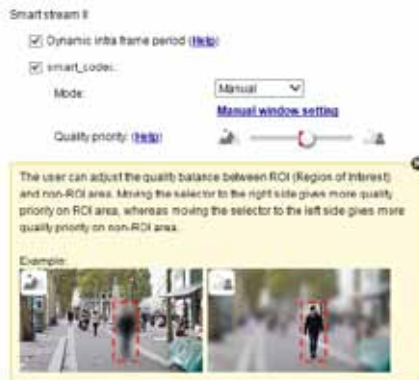 Smart stream II
Dynamic intra frame period (Help)
smart_codec:
Mode: Manual
Manual window setting
Quality priority: (Help)
The user can adjust the quality balance between ROI (Region of Interest)
and non-ROI area. Moving the selector to the right side gives more quality
priority on ROI area, whereas moving the selector to the left side gives more
quality priority on non-ROI area.
Example: